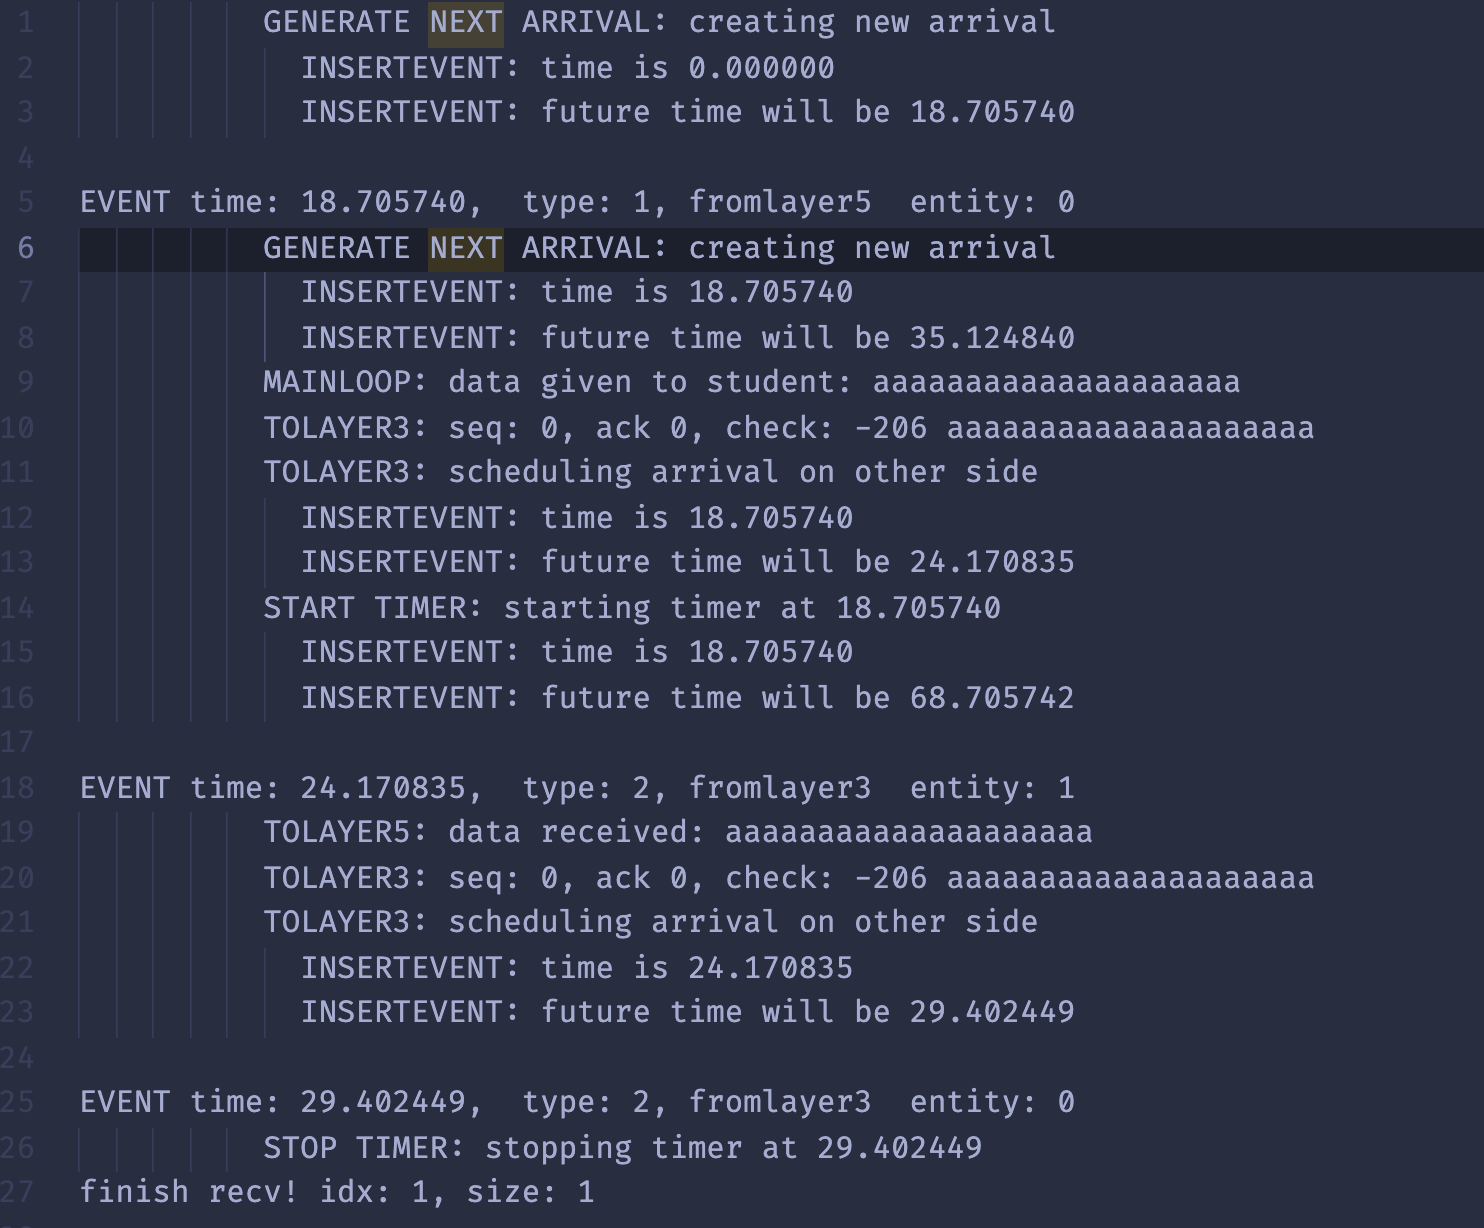 1 GENERATE NEXT ARRIVAL: creating new arrival
2 INSERTEVENT: time is 0.000000
3 INSERTEVENT: future time will be 18.705740
4
5 EVENT time: 18.705740,  type: 1, fromlayer5  entity: 0
6 GENERATE NEXT ARRIVAL: creating new arrival
7 INSERTEVENT: time is 18.705740
8 INSERTEVENT: future time will be 35.124840
9 MAINLOOP: data given to student: aaaaaaaaaaaaaaaaaaaa
10 TOLAYER3: seq: 0, ack 0, check: -206 aaaaaaaaaaaaaaaaaaaa
11 TOLAYER3: scheduling arrival on other side
12 INSERTEVENT: time is 18.705740
13 INSERTEVENT: future time will be 24.170835
14 START TIMER: starting timer at 18.705740
15 INSERTEVENT: time is 18.705740
16 INSERTEVENT: future time will be 68.705742
17
18 EVENT time: 24.170835,  type: 2, fromlayer3  entity: 1
19 TOLAYER5: data received: aaaaaaaaaaaaaaaaaaaa
20 TOLAYER3: seq: 0, ack 0, check: -206 aaaaaaaaaaaaaaaaaaaa
21 TOLAYER3: scheduling arrival on other side
22 INSERTEVENT: time is 24.170835
23 INSERTEVENT: future time will be 29.402449
24
25 EVENT time: 29.402449,  type: 2, fromlayer3  entity: 0
26 STOP TIMER: stopping timer at 29.402449
27 finish recv! idx: 1, size: 1